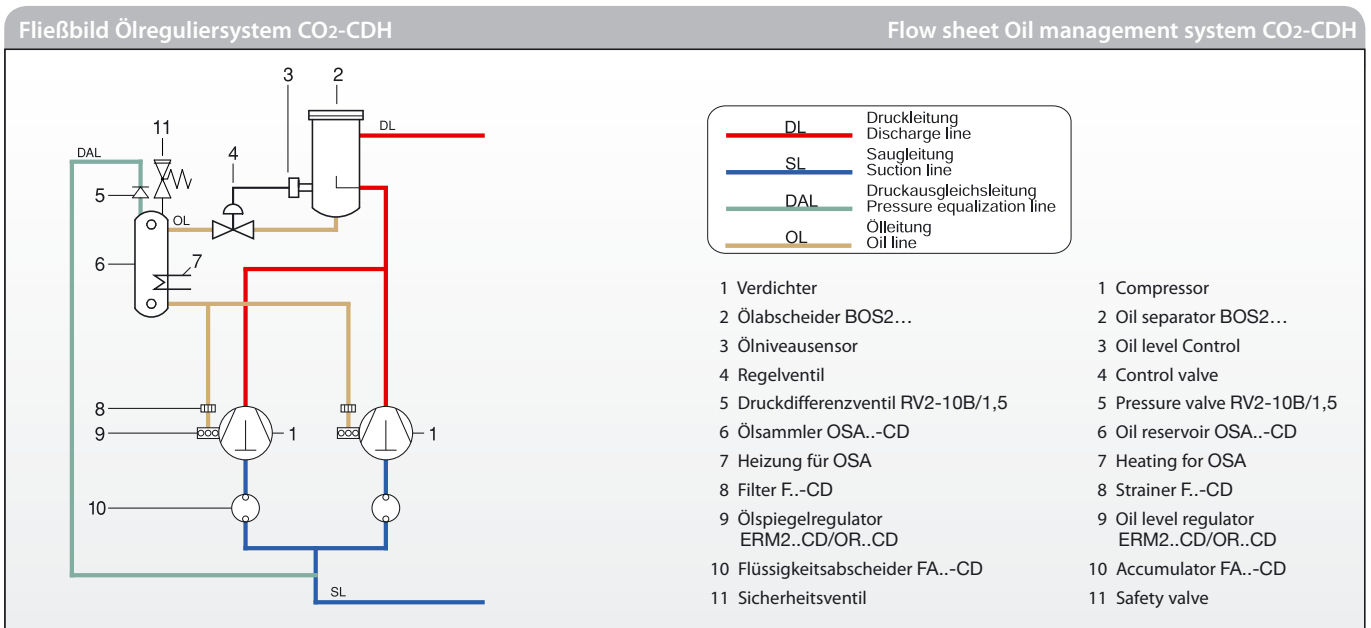 Fließbild Ölreguliersystem CO2-CDH
Flow sheet Oil management system CO2-CDH
3
2
11
DL
DAL
4
5
OL
6
7
8
9
1
1
10
SL
DL
Druckleitung
Discharge line
SL
Saugleitung
Suction line
DAL
Druckausgleichsleitung
Pressure equalization line
OL
Ölleitung
Oil line
1 Verdichter
2 Ölabscheider BOS2...
3 Ölniveausensor
4 Regelventil
5 Druckdifferenzventil RV2-10B/1,5
6 Ölsammler OSA..-CD
7 Heizung für OSA
8 Filter F..-CD
9 Ölspiegelregulator
ERM2..CD/OR..CD
10 Flüssigkeitsabscheider FA..-CD
11 Sicherheitsventil
1 Compressor
2 Oil separator BOS2...
3 Oil level Control
4 Control valve
5 Pressure valve RV2-10B/1,5
6 Oil reservoir OSA..-CD
7 Heating for OSA
8 Strainer F..-CD
9 Oil level regulator
ERM2..CD/OR..CD
10 Accumulator FA..-CD
11 Safety valve